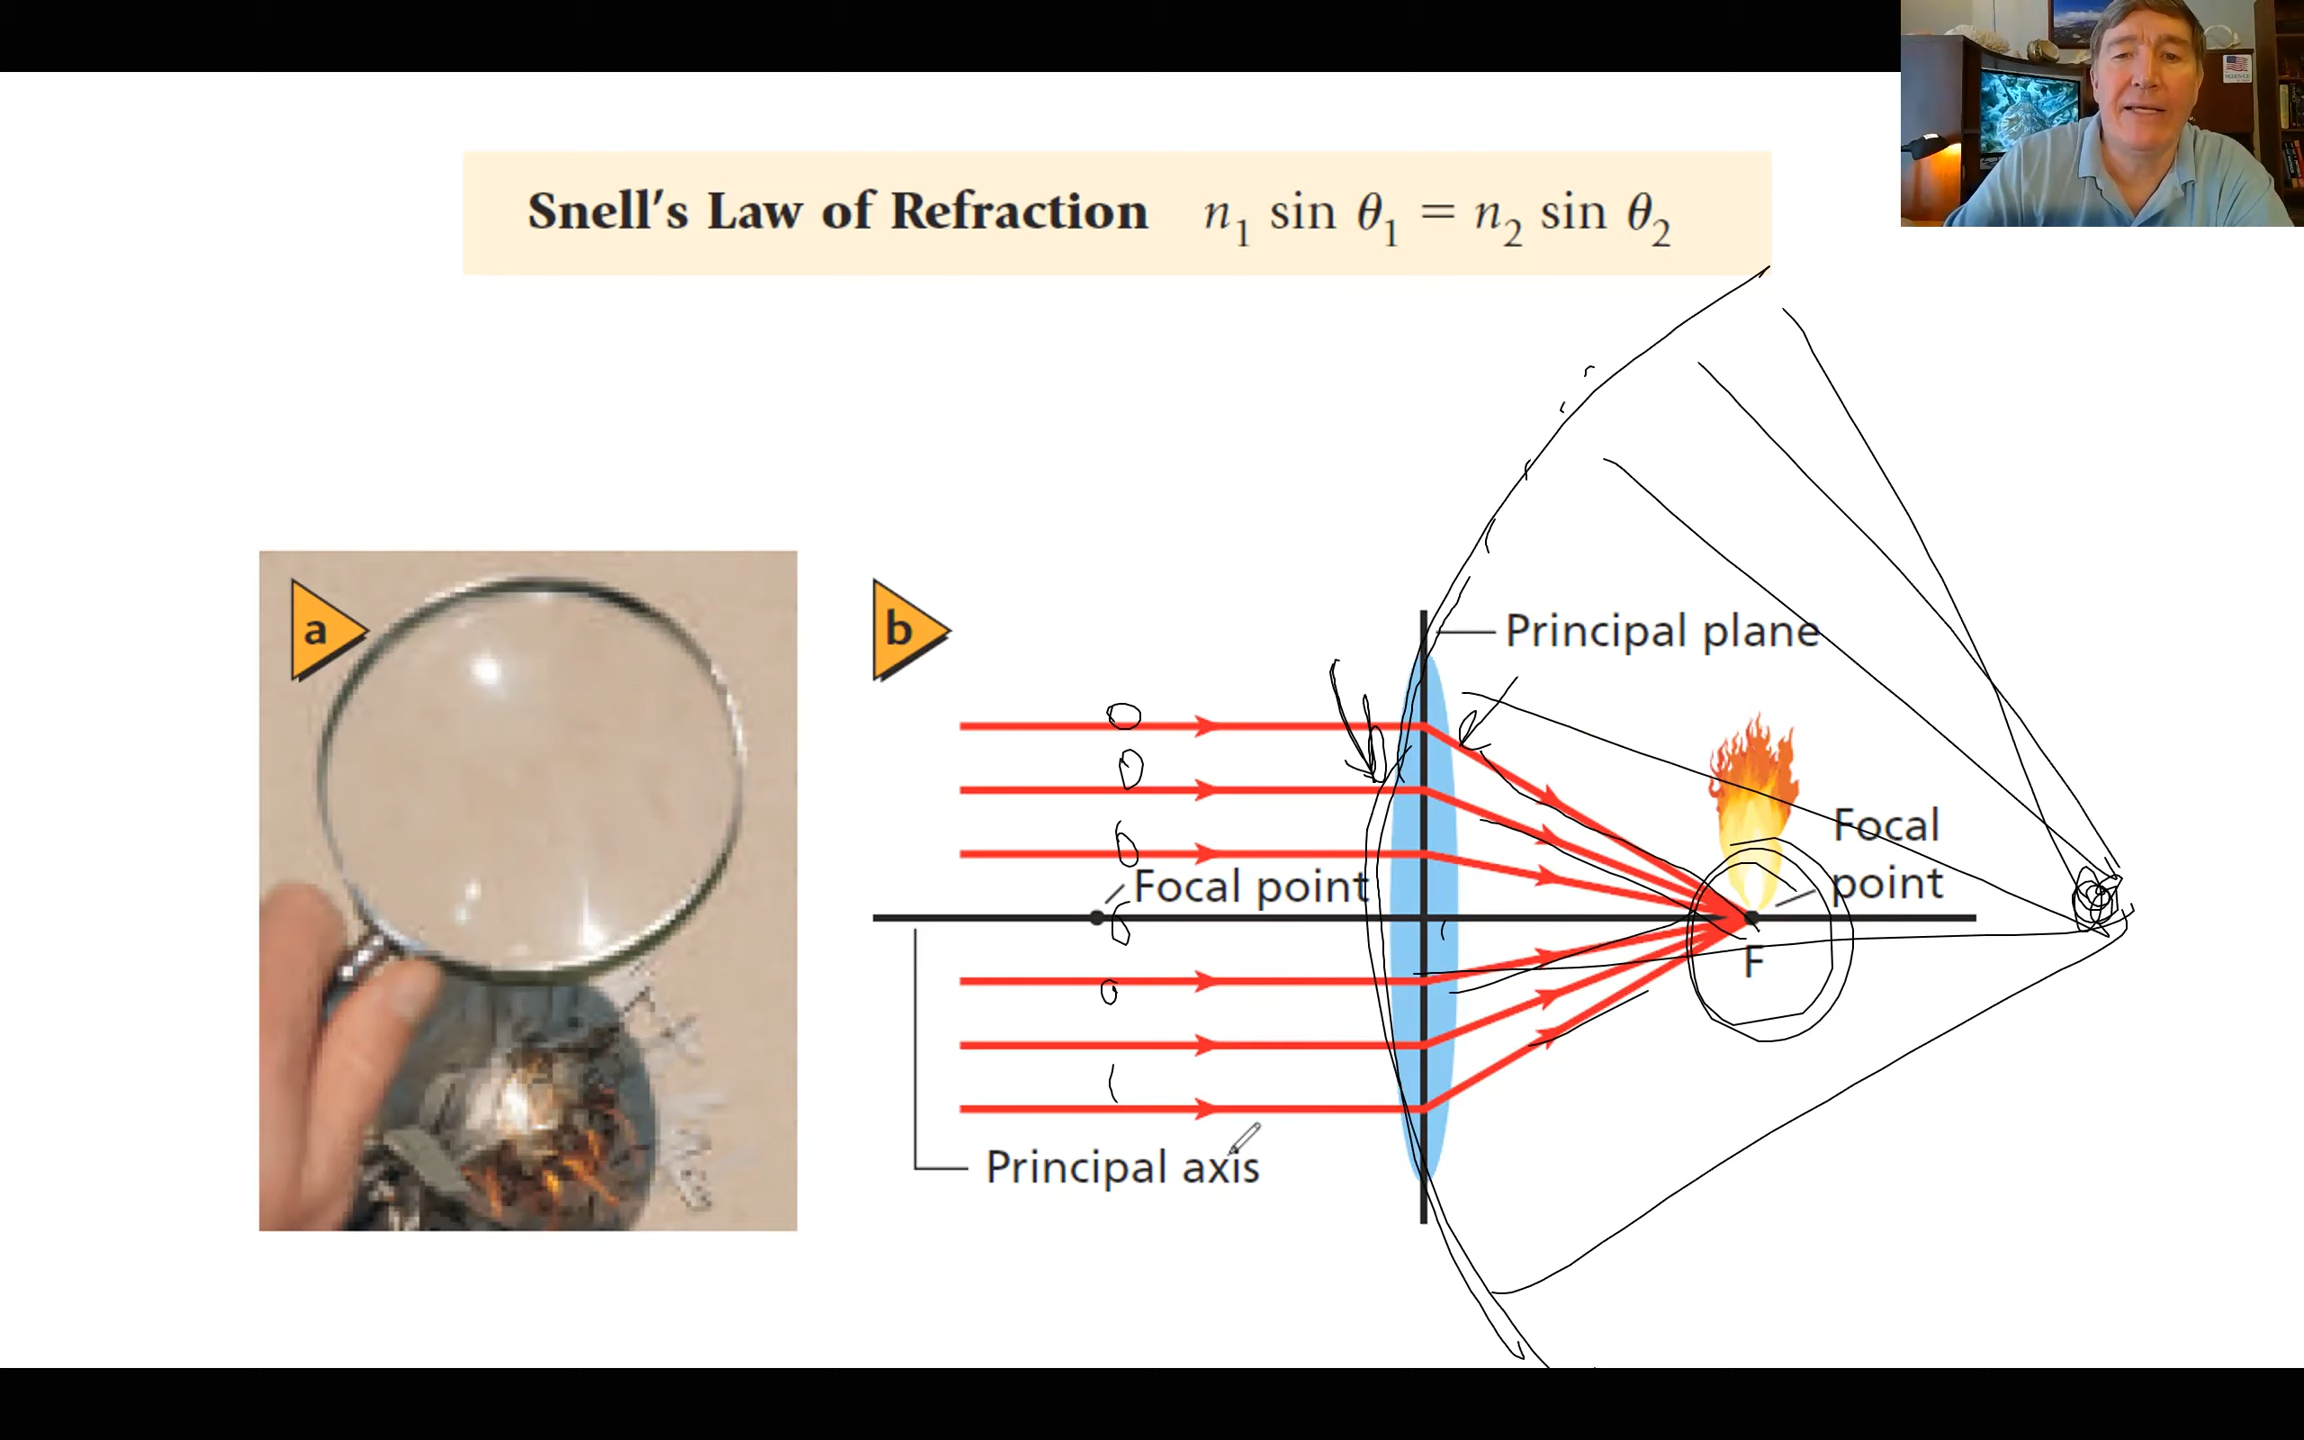 Snell's Law of Refraction n₁ sin θ₁ = n₂ sin θ₂
a
b
Principal plane
Focal point
Focal
point
F
Principal axis